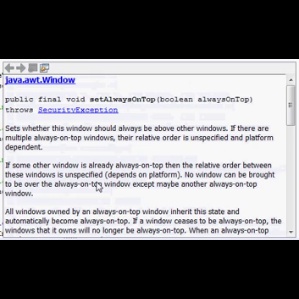 java.awt.Window
public final void setAlwaysOnTop(boolean alwaysOnTop)
throws SecurityException
Sets whether this window should always be above other windows. If there are
multiple always-on-top windows, their relative order is unspecified and platform
dependent.
If some other window is already always-on-top then the relative order between
these windows is unspecified (depends on platform). No window can be brought
to be over the always-on-top window except maybe another always-on-top
window.
All windows owned by an always-on-top window inherit this state and
automatically become always-on-top. If a window ceases to be always-on-top, the
windows that it owns will no longer be always-on-top. When an always-on-top